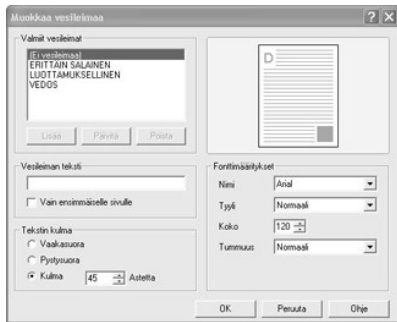 Muokkaa vesileimaa
Valmiit vesileimat
[Ei vesileimaa]
ERITTÄIN SALAINEN
LUOTTAMUKSELLINEN
VEDOS
Lisää Päivitä Poista
D
Vesileiman teksti
Vain ensimmäiselle sivulle
Tekstin kulma
Vaakasuora
Pystysuora
Kulma 45 Astetta
Fonttimääritykset
Nimi Arial
Tyyli Normaali
Koko 120
Tummuus Normaali
OK Peruuta Ohje